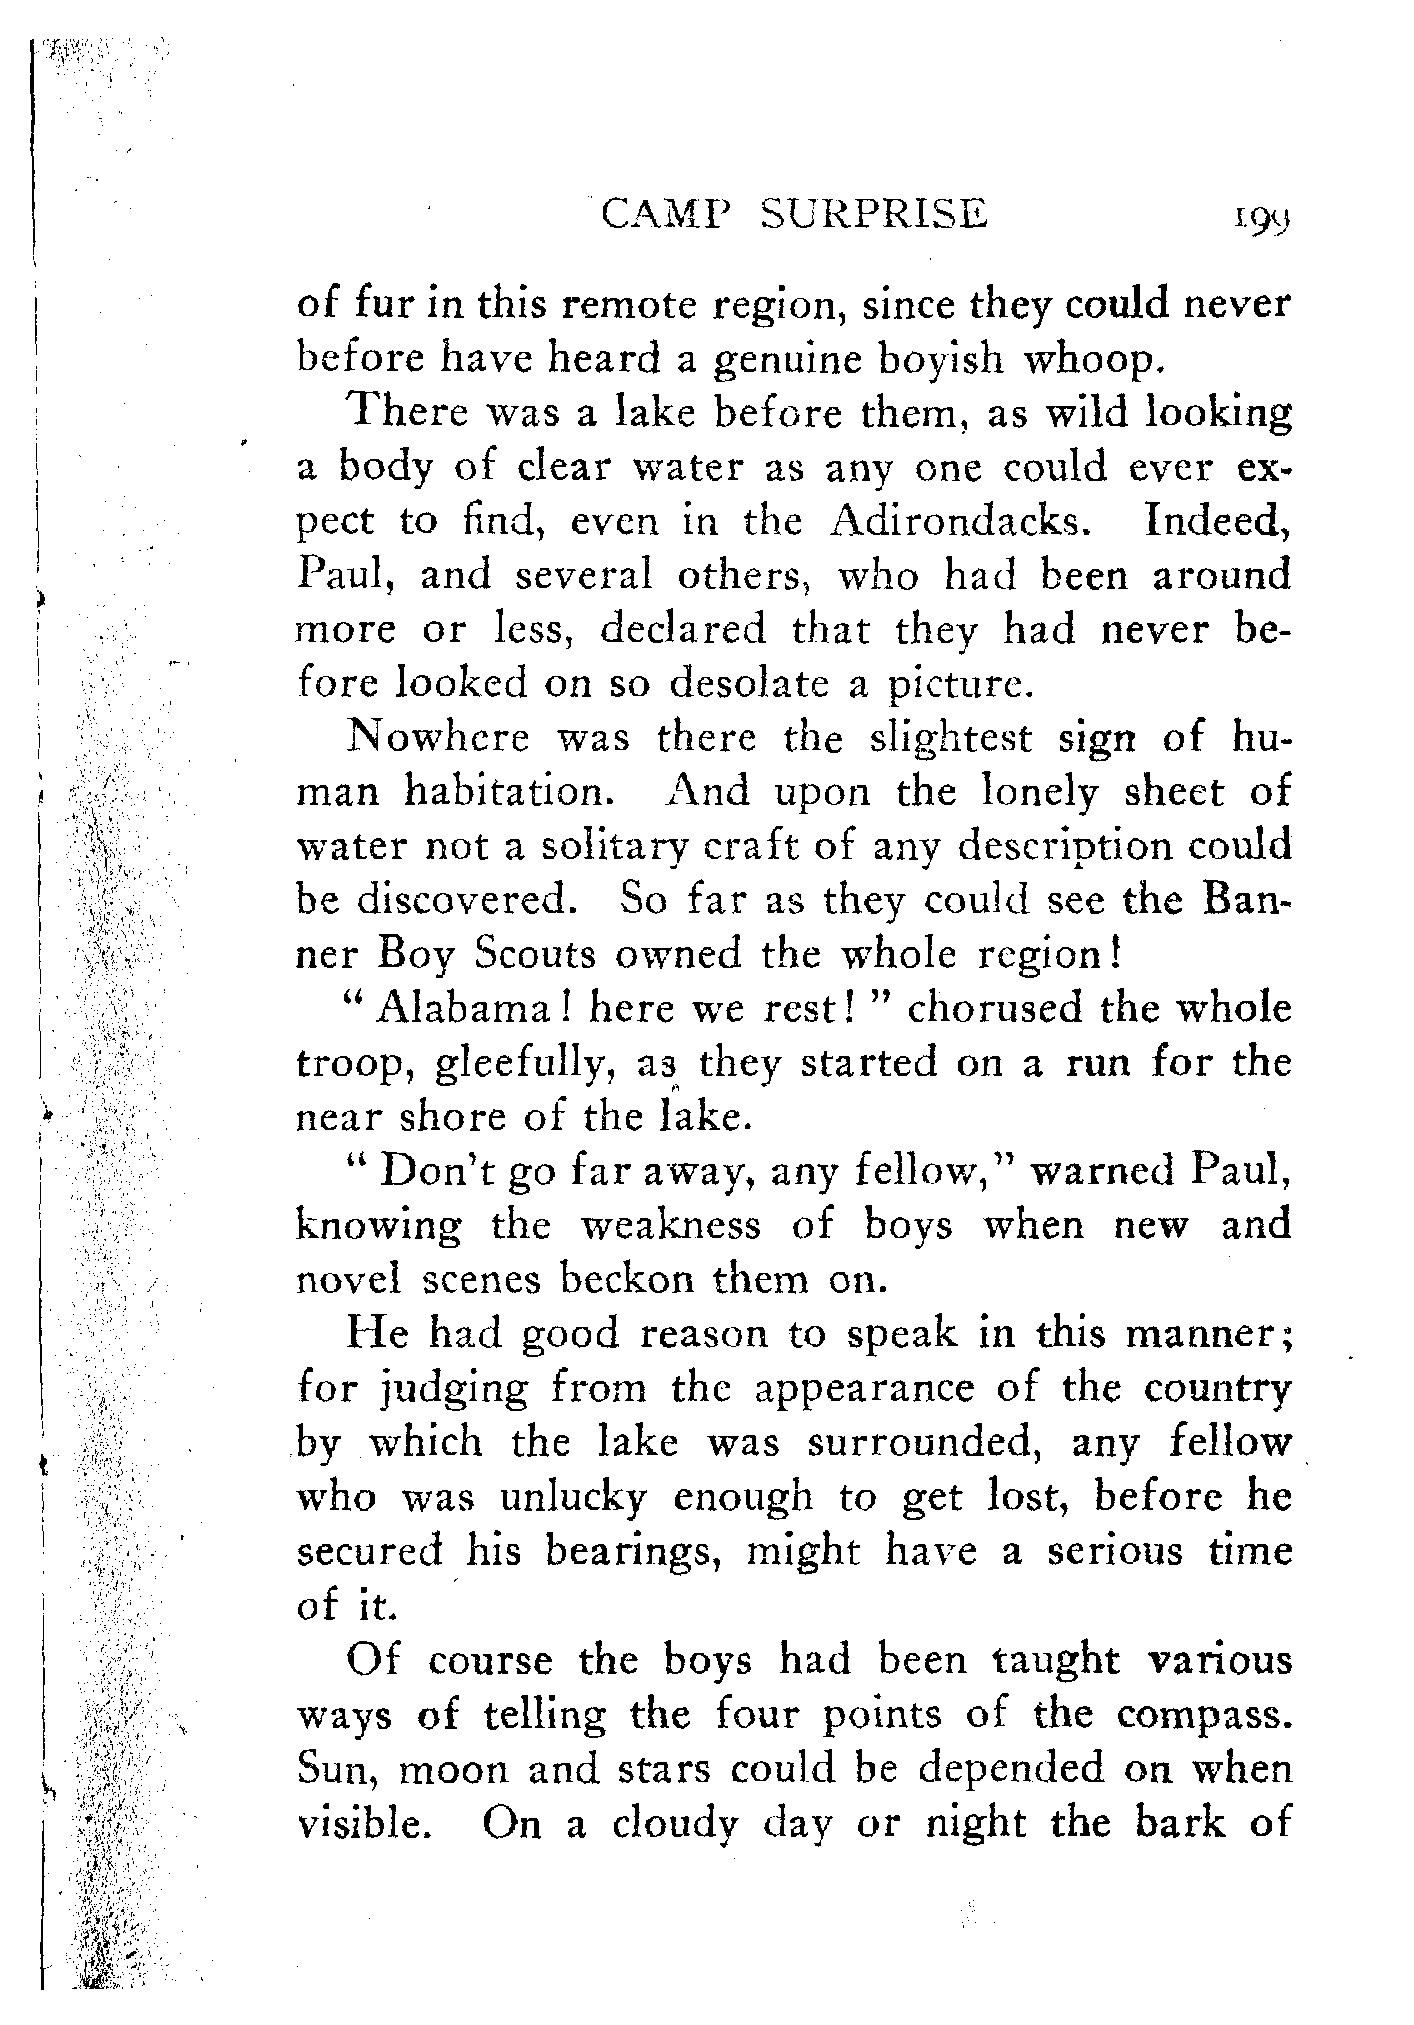 CAMP SURPRISE 199
of fur in this remote region, since they could never
before have heard a genuine boyish whoop.
There was a lake before them, as wild looking
a body of clear water as any one could ever ex-
pect to find, even in the Adirondacks. Indeed,
Paul, and several others, who had been around
more or less, declared that they had never be-
fore looked on so desolate a picture.
Nowhere was there the slightest sign of hu-
man habitation. And upon the lonely sheet of
water not a solitary craft of any description could
be discovered. So far as they could see the Ban-
ner Boy Scouts owned the whole region!
“ Alabama! here we rest! ” chorused the whole
troop, gleefully, as they started on a run for the
near shore of the lake.
“ Don't go far away, any fellow,” warned Paul,
knowing the weakness of boys when new and
novel scenes beckon them on.
He had good reason to speak in this manner;
for judging from the appearance of the country
by which the lake was surrounded, any fellow
who was unlucky enough to get lost, before he
secured his bearings, might have a serious time
of it.
Of course the boys had been taught various
ways of telling the four points of the compass.
Sun, moon and stars could be depended on when
visible. On a cloudy day or night the bark of